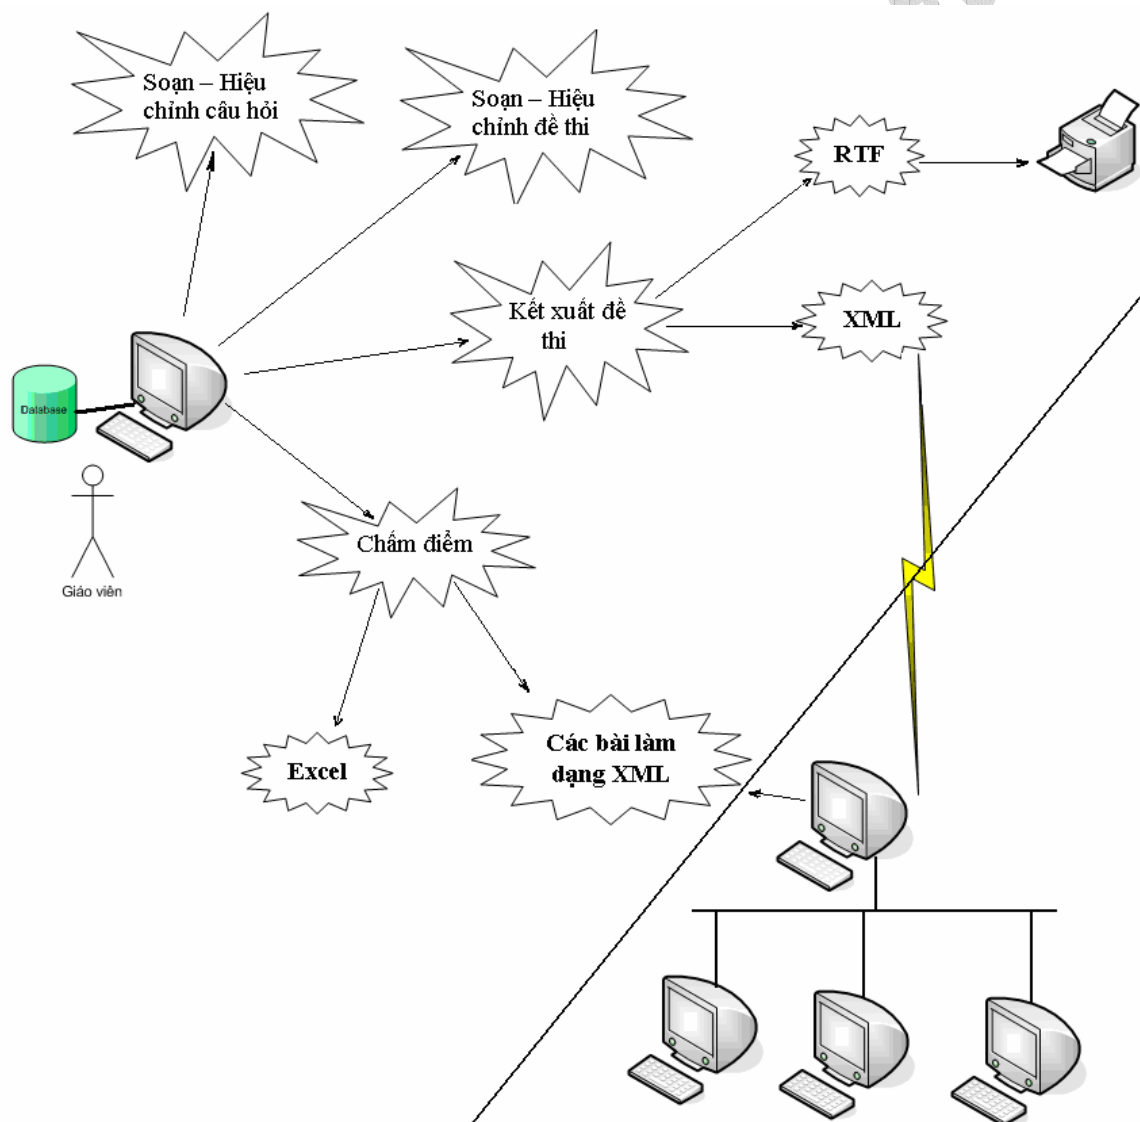 Soạn – Hiệu
chỉnh câu hỏi
Soạn – Hiệu
chỉnh đề thi
RTF
Kết xuất đề
thi
XML
Database
Giáo viên
Chấm điểm
Excel
Các bài làm
dạng XML